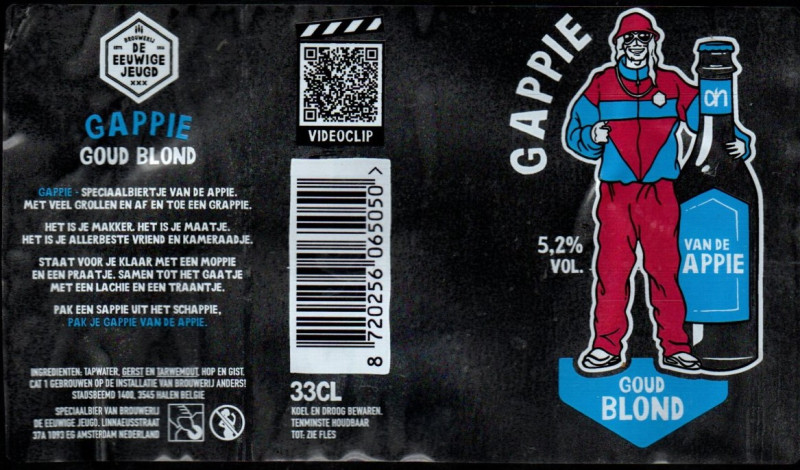 BROUWERIJ
DE
EEUWIGE
JEUGD
XXX
GAPPIE
GOUD BLOND
GAPPIE - SPECIAALBIERTJE VAN DE APPIE.
MET VEEL GROLLEN EN AF EN TOE EEN GRAPPIE.
HET IS JE MAKKER. HET IS JE MAATJE.
HET IS JE ALLERBESTE VRIEND EN KAMERAADJE.
STAAT VOOR JE KLAAR MET EEN MOPPIE
EN EEN PRAATJE. SAMEN TOT HET GAATJE
MET EEN LACHIE EN EEN TRAANTJE.
PAK EEN SAPPIE UIT HET SCHAPPIE,
PAK JE GAPPIE VAN DE APPIE.
INGREDIENTEN: TAPWATER, GERST EN TARWEMOUT, HOP EN GIST.
CAT 1 GEBROUWEN OP DE INSTALLATIE VAN BROUWERIJ ANDERS!
STADSBEEMD 1400, 3545 HALEN BELGIE
SPECIAALBIER VAN BROUWERIJ
DE EEUWIGE JEUGD, LINNAEUSSTRAAT
37A 1093 EG AMSTERDAM NEDERLAND
VIDEOCLIP
8 720256 065050 >
33CL
KOEL EN DROOG BEWAREN.
TENMINSTE HOUDBAAR
TOT: ZIE FLES
GAPPIE
5,2%
VOL.
ah
VAN DE
APPIE
GOUD
BLOND